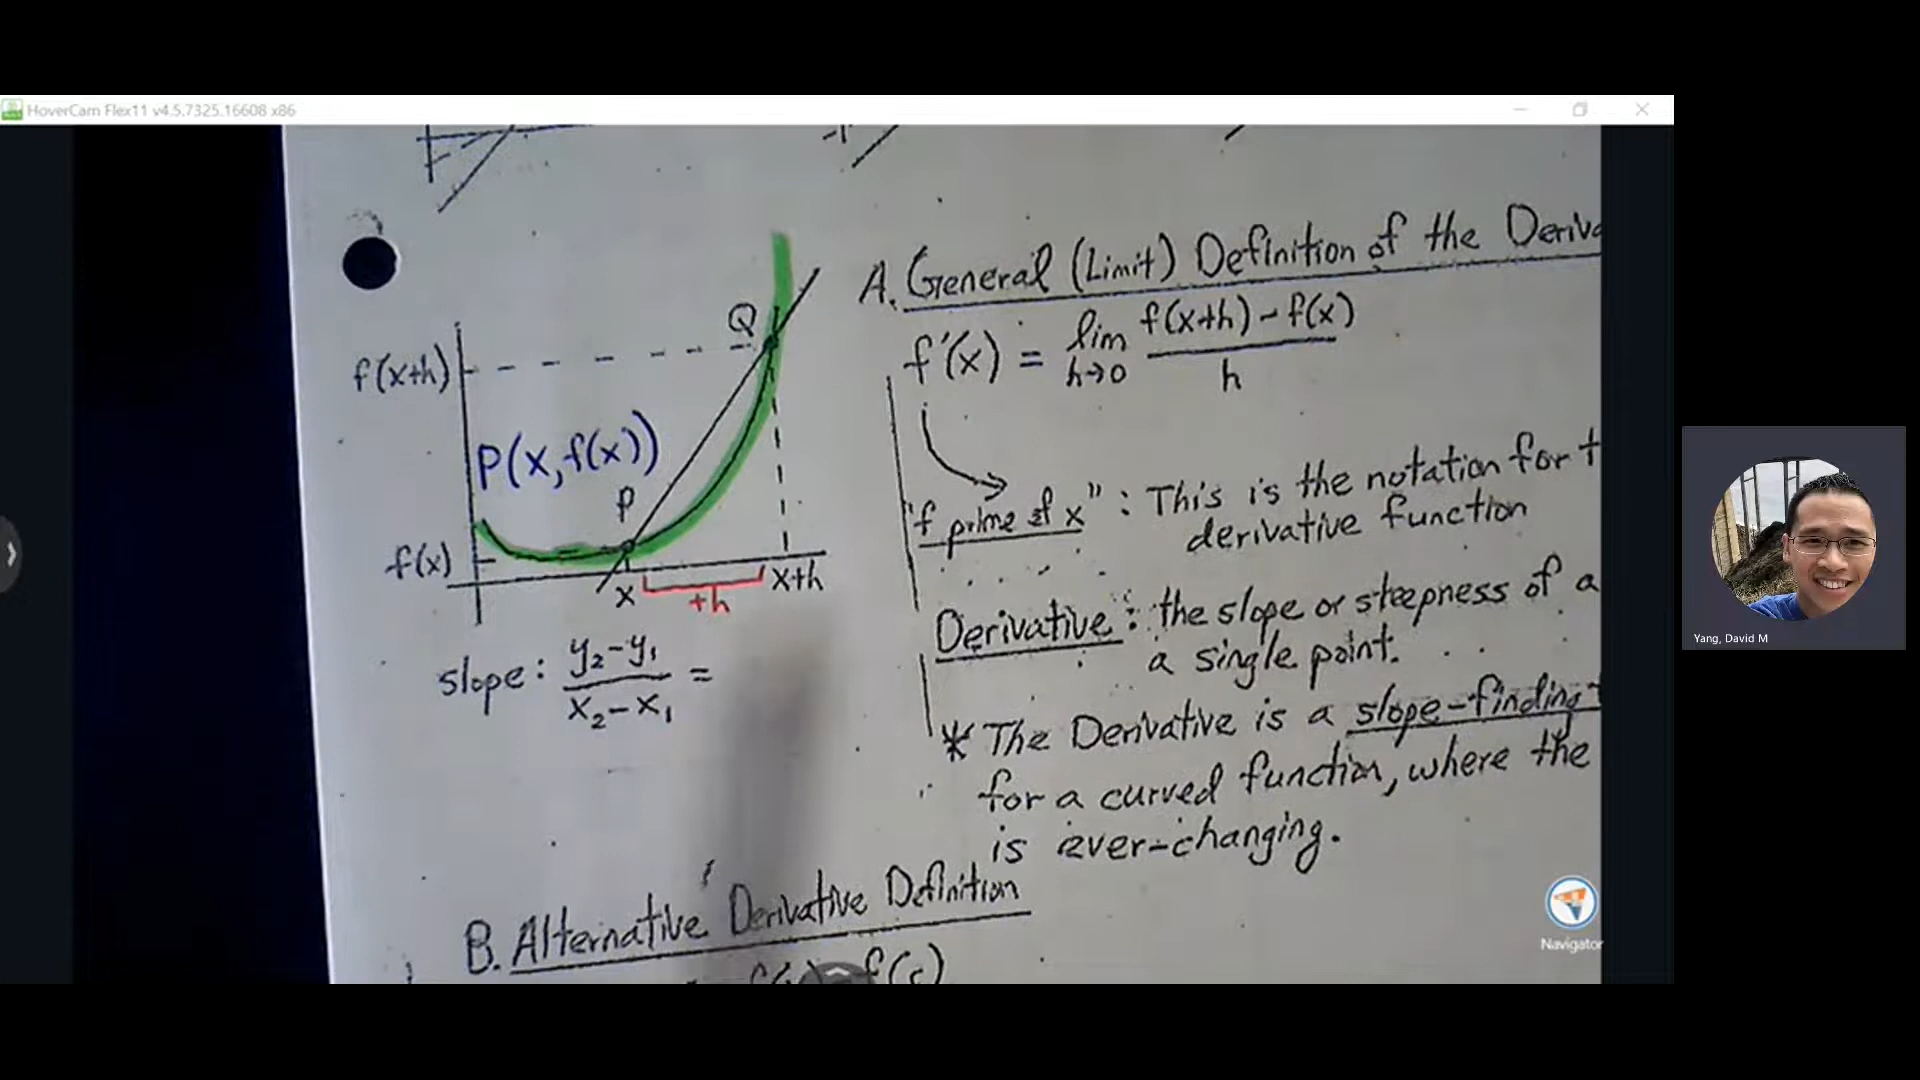 HoverCam Flex11 v4.5.7325.16608 x86
-1
Q
f(x+h)
P(x,f(x))
P
f(x)
x
+h
x+h
slope: y₂-y₁ / x₂-x₁ =
A. General (Limit) Definition of the Deriva
f'(x) = lim h→0 f(x+h)-f(x) / h
"f prime of x": This is the notation for t
derivative function
Derivative: the slope or steepness of a
a single point.
* The Derivative is a slope-finding
for a curved function, where the
is ever-changing.
B. Alternative Derivative Definition
Navigator
Yang, David M